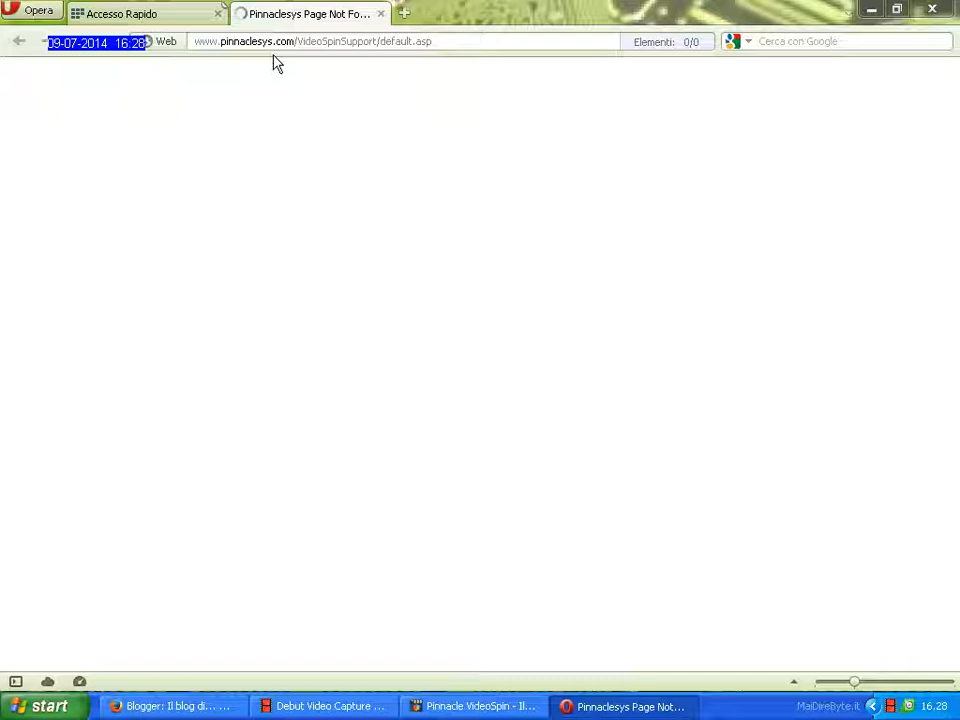 Opera
Accesso Rapido
Pinnaclesys Page Not Fo...
09-07-2014 16:28
Web
www.pinnaclesys.com/VideoSpinSupport/default.asp
Elementi: 0/0
Cerca con Google
start
Blogger: Il blog di... ...
Debut Video Capture ...
Pinnacle VideoSpin - Il...
Pinnaclesys Page Not...
MaiDireByte.it
16.28